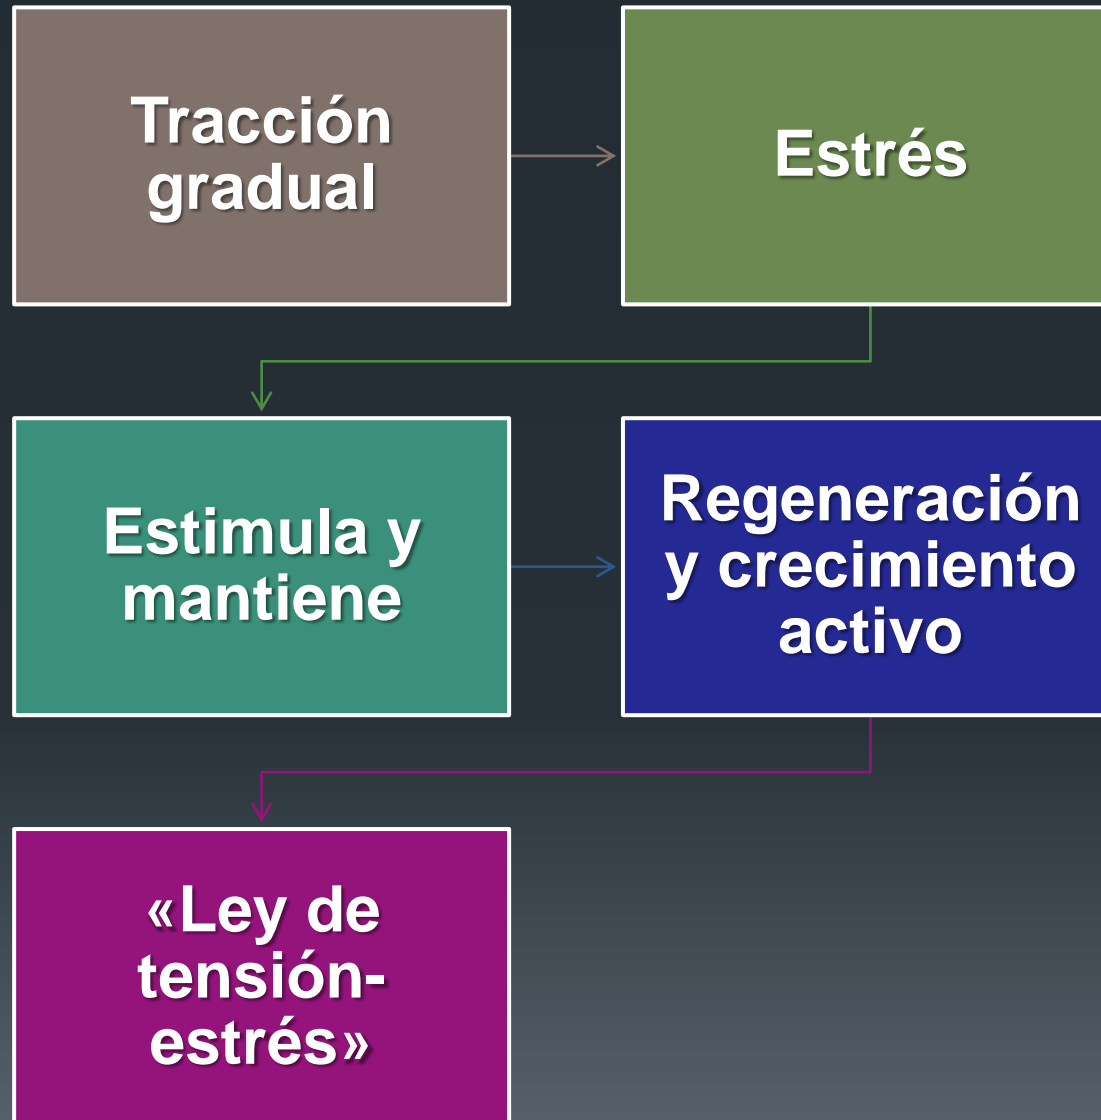 Tracción
gradual
Estrés
Estimula y
mantiene
Regeneración
y crecimiento
activo
«Ley de
tensión-
estrés»